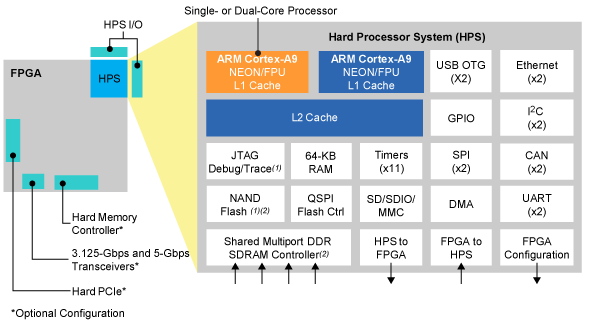 Single- or Dual-Core Processor
HPS I/O
FPGA
HPS
Hard Memory
Controller*
3.125-Gbps and 5-Gbps
Transceivers*
Hard PCIe*
*Optional Configuration
Hard Processor System (HPS)
ARM Cortex-A9
NEON/FPU
L1 Cache
ARM Cortex-A9
NEON/FPU
L1 Cache
USB OTG
(X2)
Ethernet
(x2)
L2 Cache
GPIO
I2C
(x2)
JTAG
Debug/Trace(1)
64-KB
RAM
Timers
(x11)
SPI
(x2)
CAN
(x2)
NAND
Flash (1)(2)
QSPI
Flash Ctrl
SD/SDIO/
MMC
DMA
UART
(x2)
Shared Multiport DDR
SDRAM Controller(2)
HPS to
FPGA
FPGA to
HPS
FPGA
Configuration